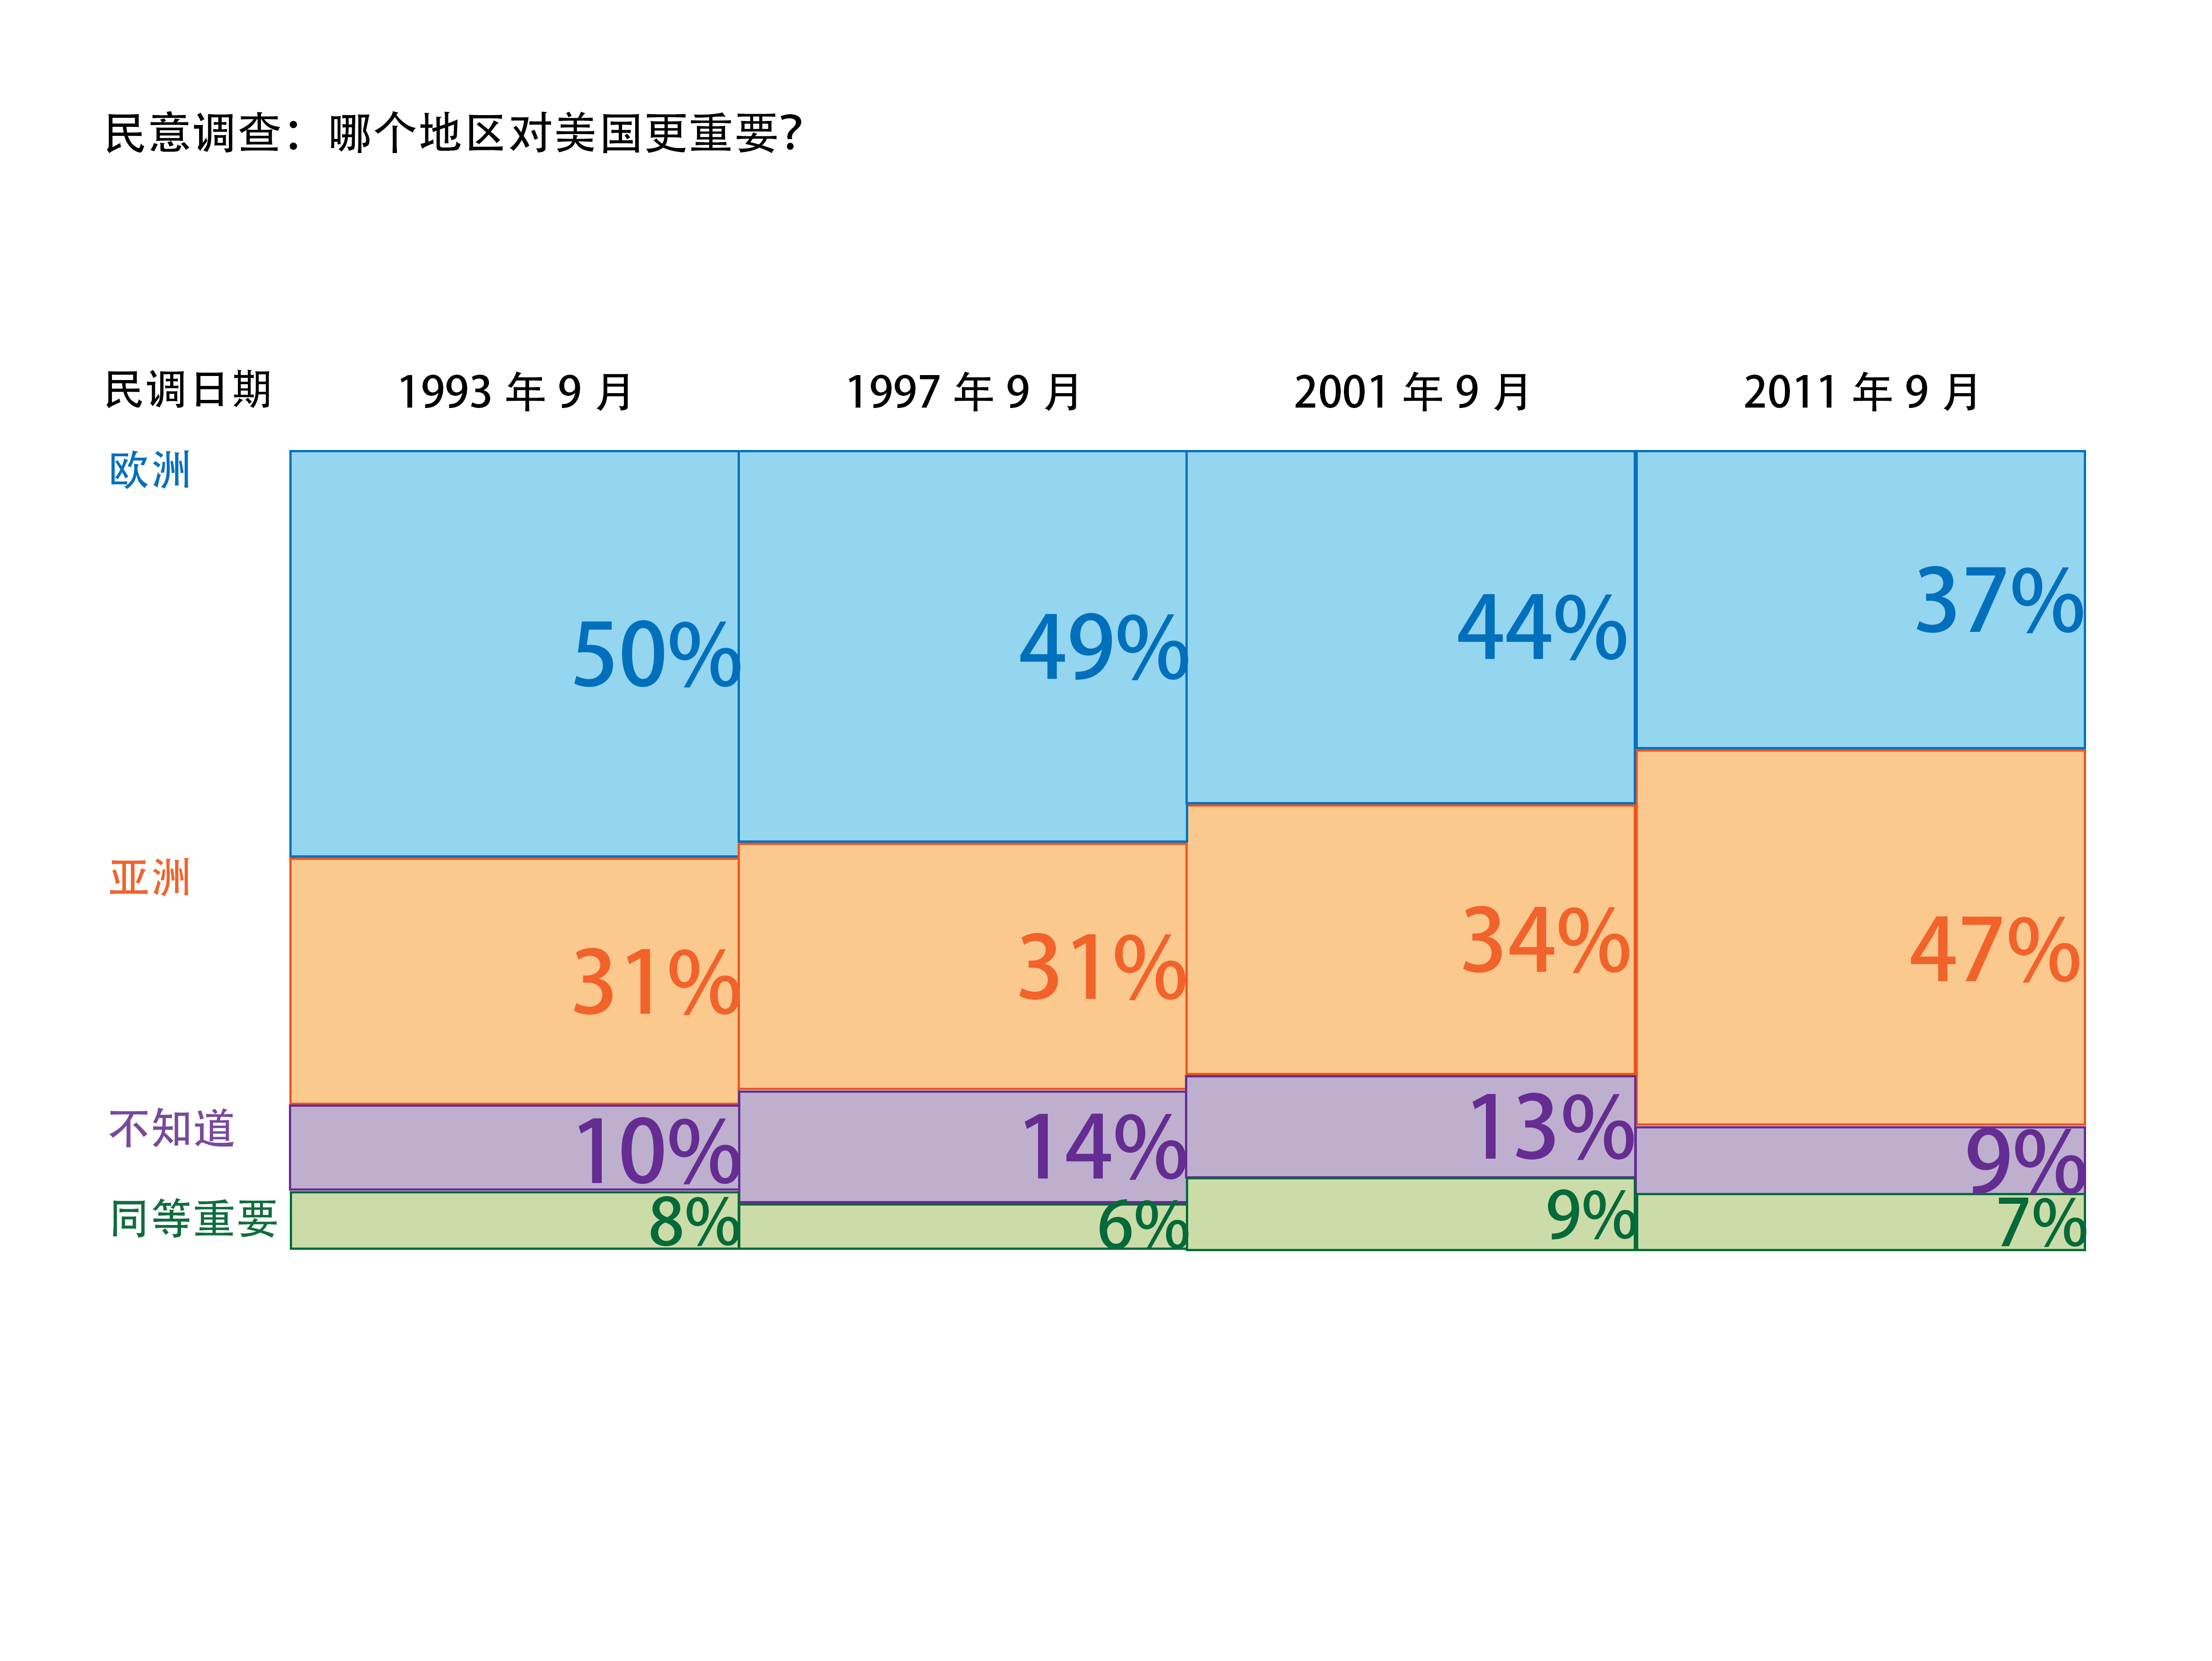 民意调查：哪个地区对美国更重要?
民调日期 1993 年 9 月 1997 年 9 月 2001 年 9 月 2011 年 9 月
欧洲 50% 49% 44% 37%
亚洲 31% 31% 34% 47%
不知道 10% 14% 13% 9%
同等重要 8% 6% 9% 7%